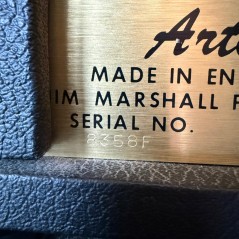 Art
MADE IN EN
IM MARSHALL P
SERIAL NO.
8358F